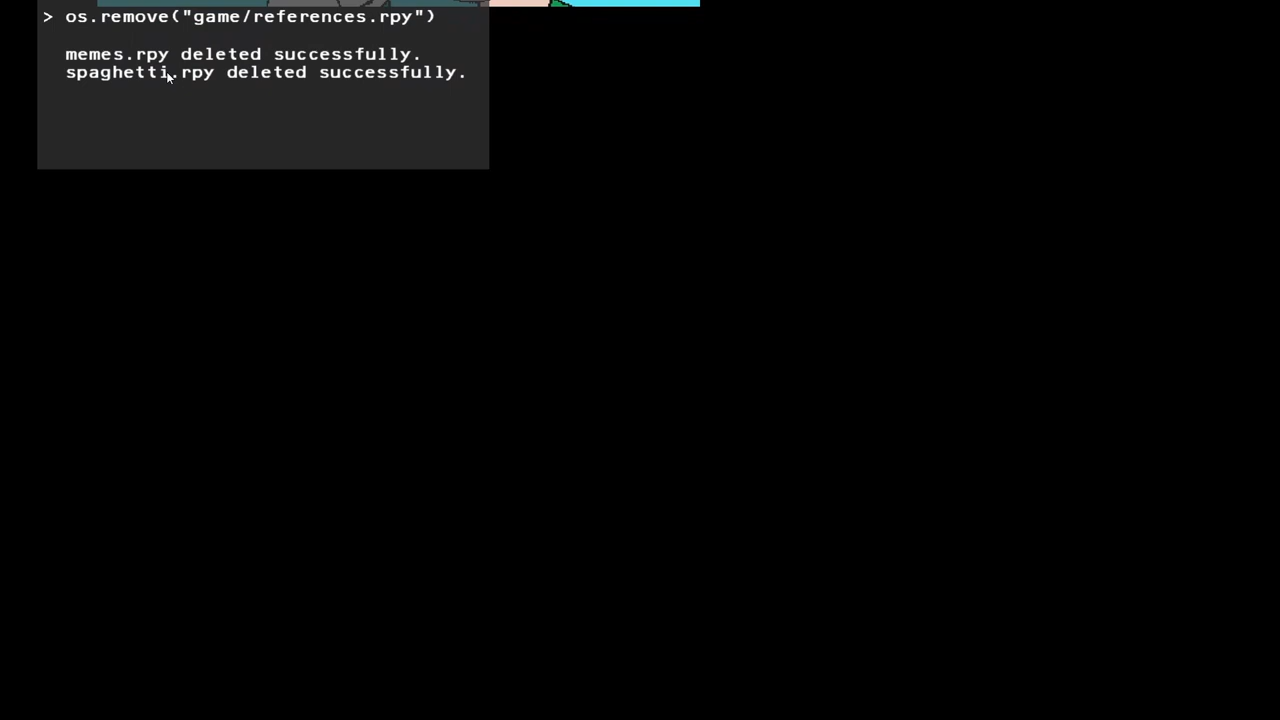 > os.remove("game/references.rpy")
memes.rpy deleted successfully.
spaghetti.rpy deleted successfully.